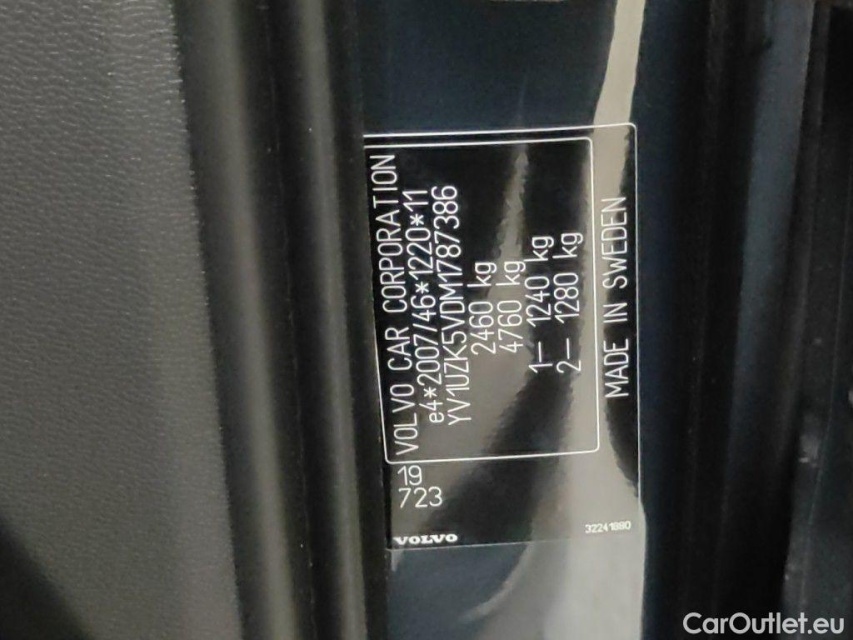 VOLVO CAR CORPORATION
e4*2007/46*1220*11
YV1UZK5VDM1787386
2460 kg
4760 kg
1– 1240 kg
2– 1280 kg
MADE IN SWEDEN
19
723
VOLVO
32241880
CarOutlet.eu